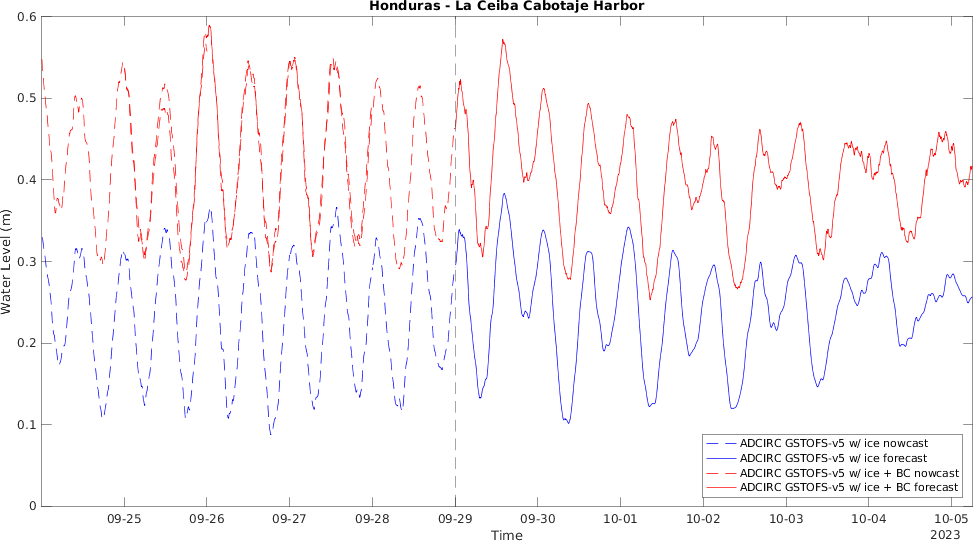 Honduras - La Ceiba Cabotaje Harbor
0.6
0.5
0.4
0.3
0.2
0.1
0
Water Level (m)
09-25 09-26 09-27 09-28 09-29 09-30 10-01 10-02 10-03 10-04 10-05
2023
Time
ADCIRC GSTOFS-v5 w/ ice nowcast
ADCIRC GSTOFS-v5 w/ ice forecast
ADCIRC GSTOFS-v5 w/ ice + BC nowcast
ADCIRC GSTOFS-v5 w/ ice + BC forecast